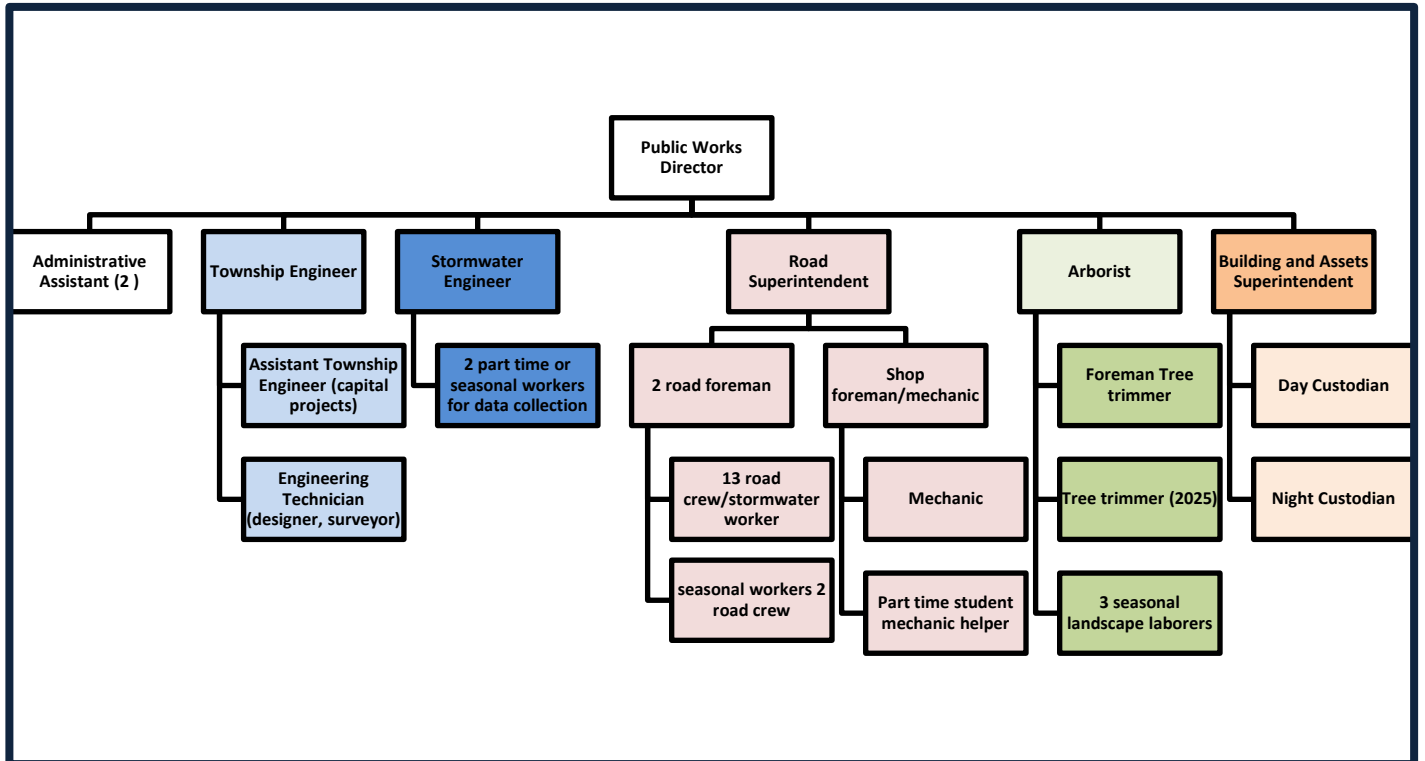 Public Works
Director
Administrative
Assistant (2 )
Township Engineer
Stormwater
Engineer
Road
Superintendent
Arborist
Building and Assets
Superintendent
Assistant Township
Engineer (capital
projects)
2 part time or
seasonal workers
for data collection
2 road foreman
Shop
foreman/mechanic
Foreman Tree
trimmer
Day Custodian
Engineering
Technician
(designer, surveyor)
13 road
crew/stormwater
worker
Mechanic
Tree trimmer (2025)
Night Custodian
seasonal workers 2
road crew
Part time student
mechanic helper
3 seasonal
landscape laborers